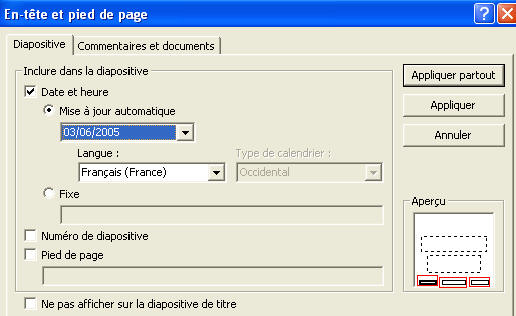 En-tête et pied de page
Diapositive
Commentaires et documents
Inclure dans la diapositive
Date et heure
Mise à jour automatique
03/06/2005
Langue :
Type de calendrier :
Français (France)
Occidental
Fixe
Numéro de diapositive
Pied de page
Ne pas afficher sur la diapositive de titre
Appliquer partout
Appliquer
Annuler
Aperçu